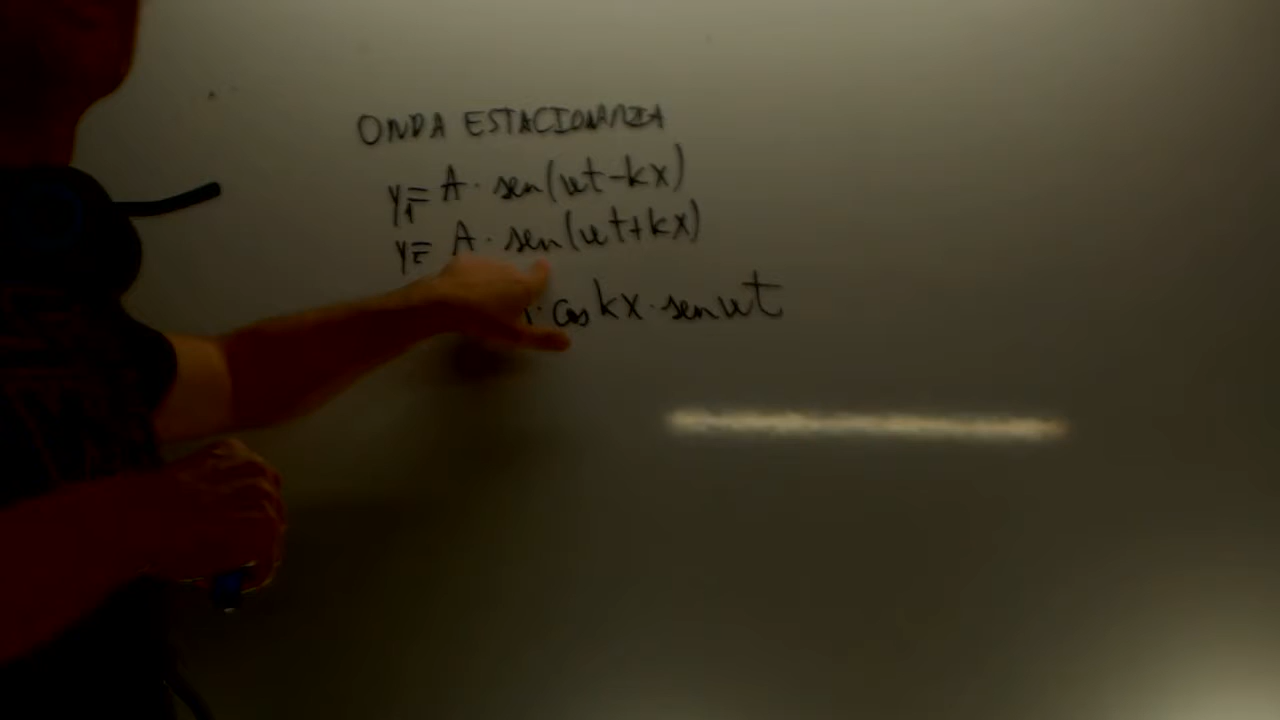 ONDA ESTACIONARIA
y₁= A · sen(wt-kx)
y₂= A · sen(wt+kx)
· cos kx · sen wt